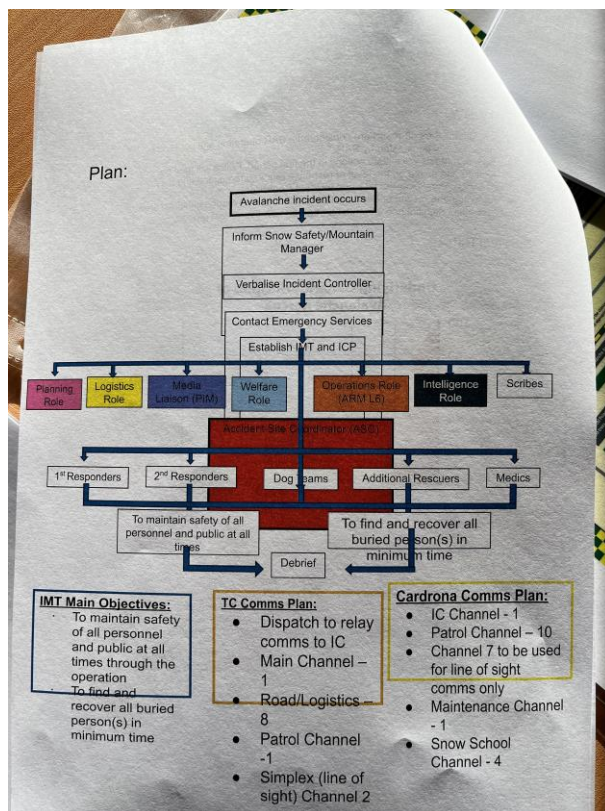 Plan:
Avalanche incident occurs
Inform Snow Safety/Mountain
Manager
Verbalise Incident Controller
Contact Emergency Services
Establish IMT and ICP
Planning
Role
Logistics
Role
Media
Liaison (PIM)
Welfare
Role
Operations Role
(ARM L6)
Intelligence
Role
Scribes
Accident Site Coordinator (ASC)
1st Responders
2nd Responders
Dog Teams
Additional Rescuers
Medics
To maintain safety of all
personnel and public at all
times
To find and recover all
buried person(s) in
minimum time
Debrief
IMT Main Objectives:
· To maintain safety
of all personnel
and public at all
times through the
operation
· To find and
recover all buried
person(s) in
minimum time
TC Comms Plan:
• Dispatch to relay
comms to IC
• Main Channel –
1
• Road/Logistics –
8
• Patrol Channel
-1
• Simplex (line of
sight) Channel 2
Cardrona Comms Plan:
• IC Channel - 1
• Patrol Channel – 10
• Channel 7 to be used
for line of sight
comms only
• Maintenance Channel
- 1
• Snow School
Channel - 4